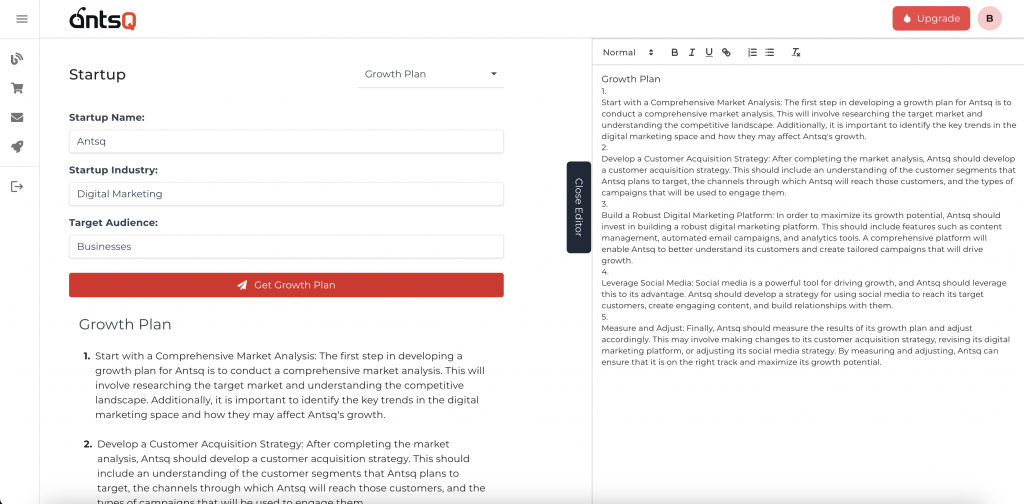 antsQ
Upgrade
B
Startup
Growth Plan
Startup Name:
Antsq
Startup Industry:
Digital Marketing
Target Audience:
Businesses
Get Growth Plan
Growth Plan
1. Start with a Comprehensive Market Analysis: The first step in developing a
growth plan for Antsq is to conduct a comprehensive market analysis. This will
involve researching the target market and understanding the competitive
landscape. Additionally, it is important to identify the key trends in the digital
marketing space and how they may affect Antsq's growth.
2. Develop a Customer Acquisition Strategy: After completing the market
analysis, Antsq should develop a customer acquisition strategy. This should
include an understanding of the customer segments that Antsq plans to
target, the channels through which Antsq will reach those customers, and the
types of campaigns that will be used to engage them.
Close Editor
Normal B I U
Growth Plan
1.
Start with a Comprehensive Market Analysis: The first step in developing a growth plan for Antsq is to
conduct a comprehensive market analysis. This will involve researching the target market and
understanding the competitive landscape. Additionally, it is important to identify the key trends in the
digital marketing space and how they may affect Antsq's growth.
2.
Develop a Customer Acquisition Strategy: After completing the market analysis, Antsq should develop
a customer acquisition strategy. This should include an understanding of the customer segments that
Antsq plans to target, the channels through which Antsq will reach those customers, and the types of
campaigns that will be used to engage them.
3.
Build a Robust Digital Marketing Platform: In order to maximize its growth potential, Antsq should
invest in building a robust digital marketing platform. This should include features such as content
management, automated email campaigns, and analytics tools. A comprehensive platform will
enable Antsq to better understand its customers and create tailored campaigns that will drive
growth.
4.
Leverage Social Media: Social media is a powerful tool for driving growth, and Antsq should leverage
this to its advantage. Antsq should develop a strategy for using social media to reach its target
customers, create engaging content, and build relationships with them.
5.
Measure and Adjust: Finally, Antsq should measure the results of its growth plan and adjust
accordingly. This may involve making changes to its customer acquisition strategy, revising its digital
marketing platform, or adjusting its social media strategy. By measuring and adjusting, Antsq can
ensure that it is on the right track and maximize its growth potential.